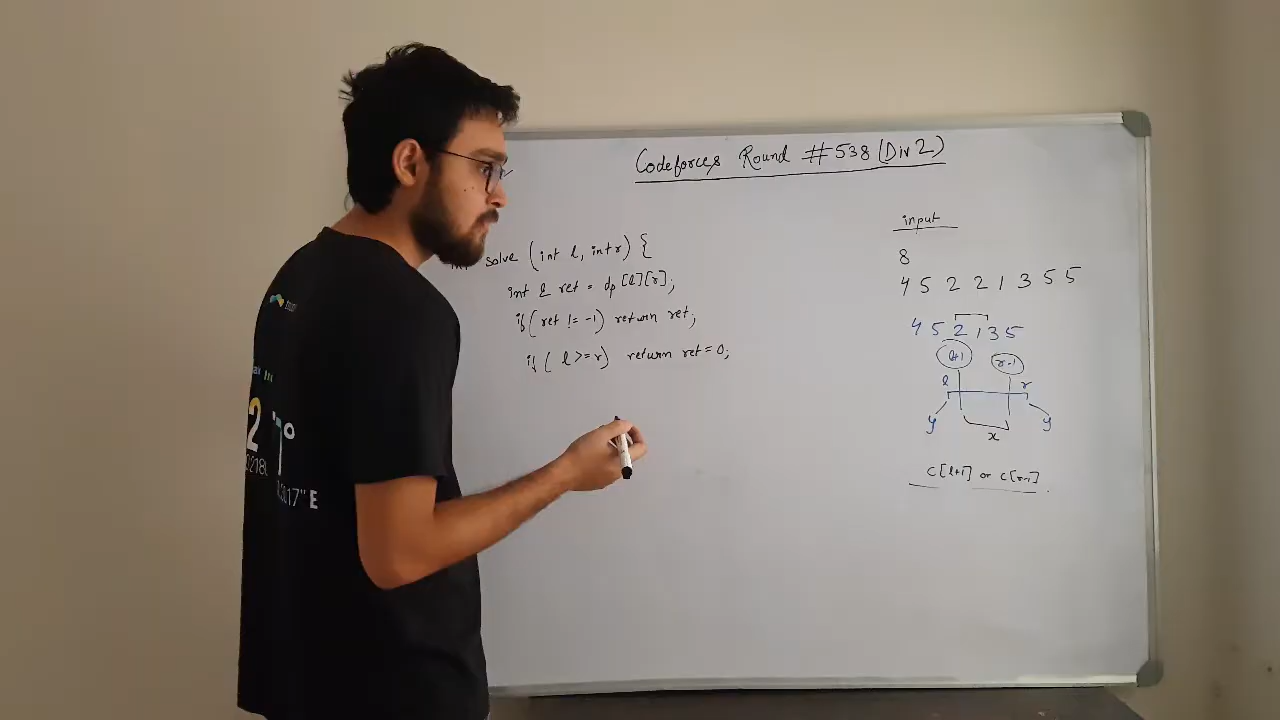 Codeforces Round #538 (Div 2)
solve (int l, int r) {
int & ret = dp[l][r];
if( ret != -1) return ret;
if( l >= r) return ret = 0;
input
8
4 5 2 2 1 3 5 5
4 5 2 1 3 5
l+1 r-1
l r
y y
x
c[l+1] or c[r-1]
2
017" E